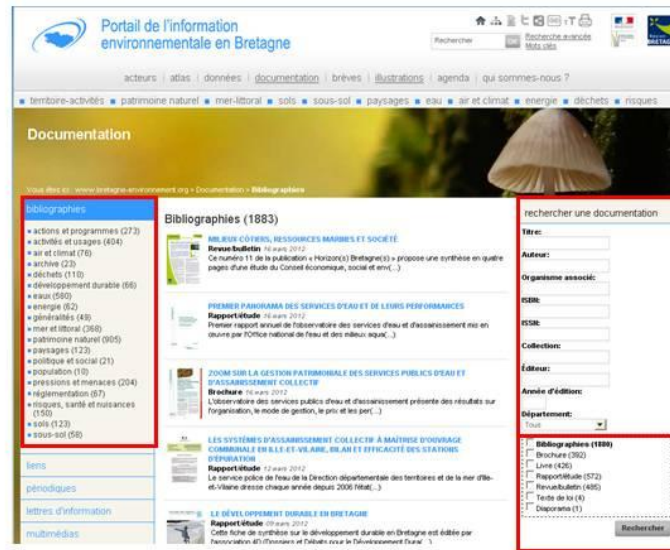 Portail de l'information
environnementale en Bretagne
Rechercher
OK
Recherche avancée
Mots clés
acteurs | atlas | données | documentation | brèves | illustrations | agenda | qui sommes-nous ?
territoire-activités patrimoine naturel mer-littoral sols sous-sol paysages eau air et climat energie déchets risques
Documentation
Vous êtes ici : www.bretagne-environnement.org » Documentation » Bibliographies
bibliographies
actions et programmes (273)
activités et usages (404)
air et climat (76)
archive (23)
déchets (110)
développement durable (66)
eaux (560)
energie (62)
généralités (49)
mer et littoral (368)
patrimoine naturel (905)
paysages (123)
politique et social (21)
population (10)
pressions et menaces (204)
réglementation (67)
risques, santé et nuisances
(150)
sols (123)
sous-sol (58)
liens
périodiques
lettres d'information
multimédias
Bibliographies (1883)
MILIEUX CÔTIERS, RESSOURCES MARINES ET SOCIÉTÉ
Revue/bulletin 16 mars 2012
Ce numéro 11 de la publication « Horizon(s) Bretagne(s) » propose une synthèse en quatre
pages d'une étude du Conseil économique, social et env(...)
PREMIER PANORAMA DES SERVICES D'EAU ET DE LEURS PERFORMANCES
Rapport/étude 16 mars 2012
Premier rapport annuel de l'observatoire des services d'eau et d'assainissement mis en
œuvre par l'Office national de l'eau et des milieux aqua(...)
ZOOM SUR LA GESTION PATRIMONIALE DES SERVICES PUBLICS D'EAU ET
D'ASSAINISSEMENT COLLECTIF
Brochure 16 mars 2012
L'observatoire des services publics d'eau et d'assainissement présente des résultats sur
l'organisation, le mode de gestion, le prix et les per(...)
LES SYSTÈMES D'ASSAINISSEMENT COLLECTIF À MAÎTRISE D'OUVRAGE
COMMUNALE EN ILLE-ET-VILAINE, BILAN ET EFFICACITÉ DES STATIONS
D'ÉPURATION
Rapport/étude 12 mars 2012
Le service police de l'eau de la Direction départementale des territoires et de la mer d'Ille-
et-Vilaine dresse chaque année depuis 2006 l'état(...)
LE DÉVELOPPEMENT DURABLE EN BRETAGNE
Rapport/étude 09 mars 2012
Cette fiche de synthèse sur le développement durable en Bretagne est éditée par
l'association 4D (Dossiers et Débats pour le Développement Dura(...)
rechercher une documentation
Titre:
Auteur:
Organisme associé:
ISBN:
ISSN:
Collection:
Éditeur:
Année d'édition:
Département:
Tous
Bibliographies (1880)
Brochure (392)
Livre (426)
Rapport/étude (572)
Revue/bulletin (485)
Texte de loi (4)
Diaporama (1)
Rechercher